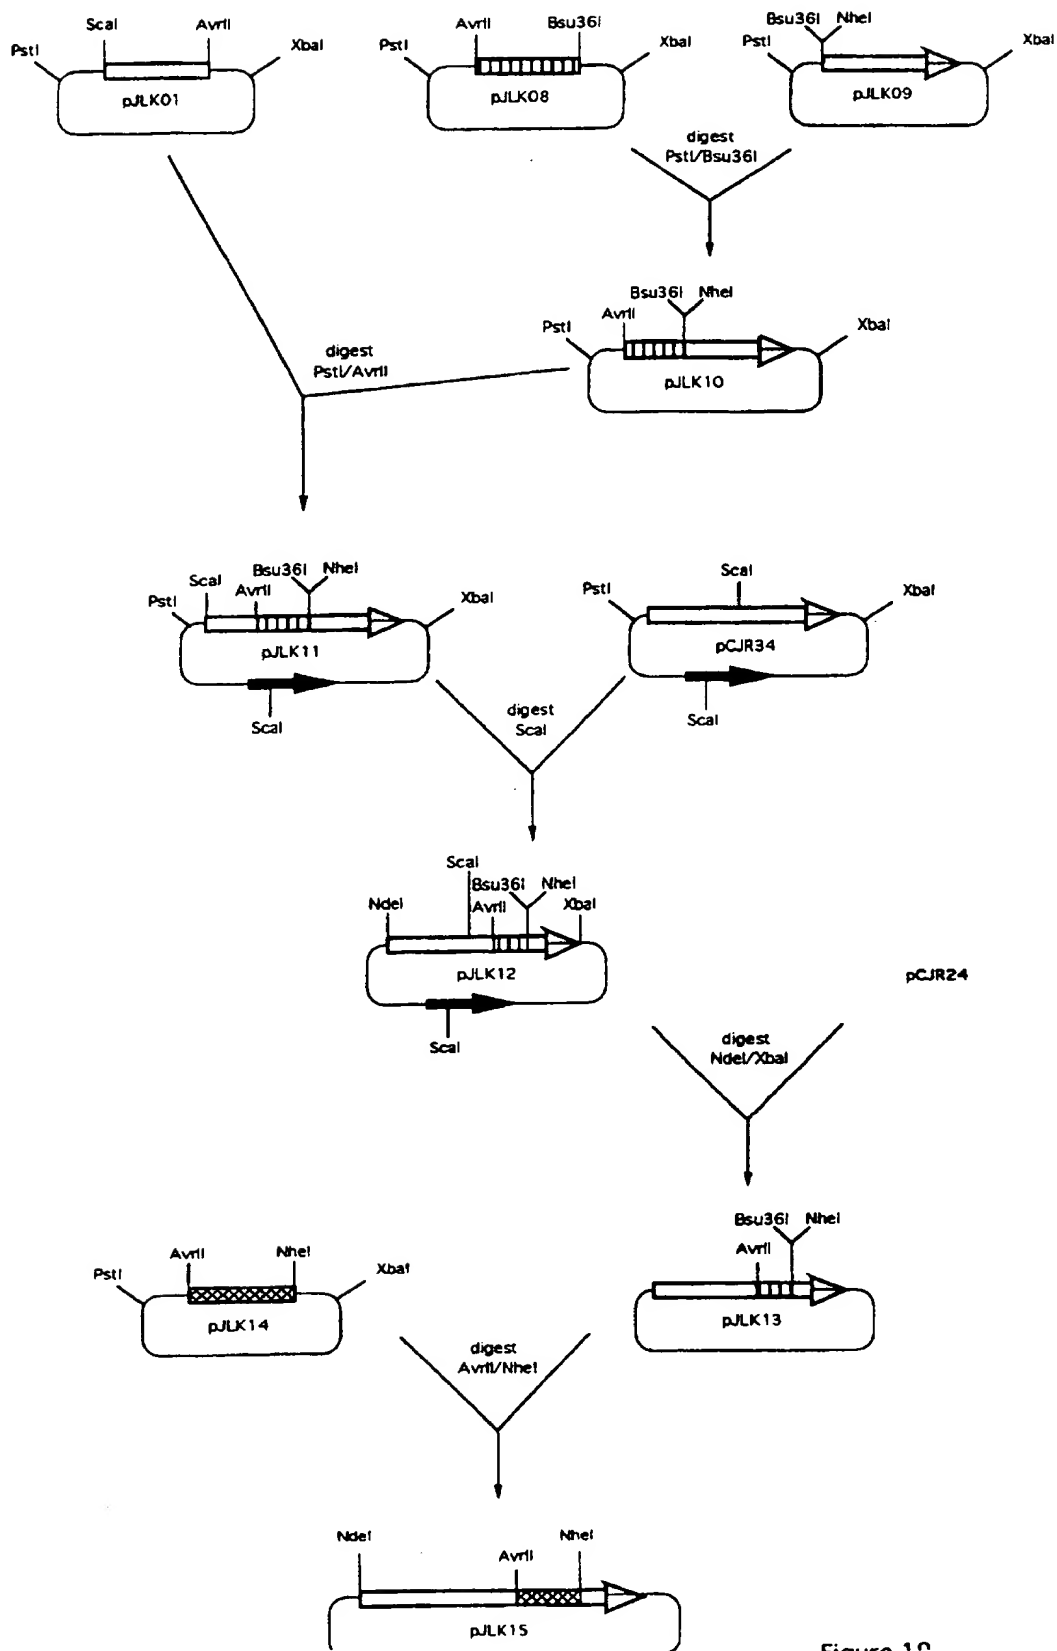 ScaI AvrII
PstI XbaI
pJLK01
AvrII Bsu36I
PstI XbaI
pJLK08
Bsu36I NheI
PstI XbaI
pJLK09
digest
PstI/Bsu36I
Bsu36I NheI
AvrII
PstI XbaI
pJLK10
digest
PstI/AvrII
Bsu36I NheI
ScaI AvrII
PstI XbaI
pJLK11
ScaI
ScaI
PstI XbaI
pCJR34
ScaI
digest
ScaI
ScaI
Bsu36I NheI
NdeI AvrII XbaI
pJLK12
ScaI
pCJR24
digest
NdeI/XbaI
Bsu36I NheI
AvrII
pJLK13
AvrII NheI
PstI XbaI
pJLK14
digest
AvrII/NheI
NdeI NheI
AvrII
pJLK15
Figure